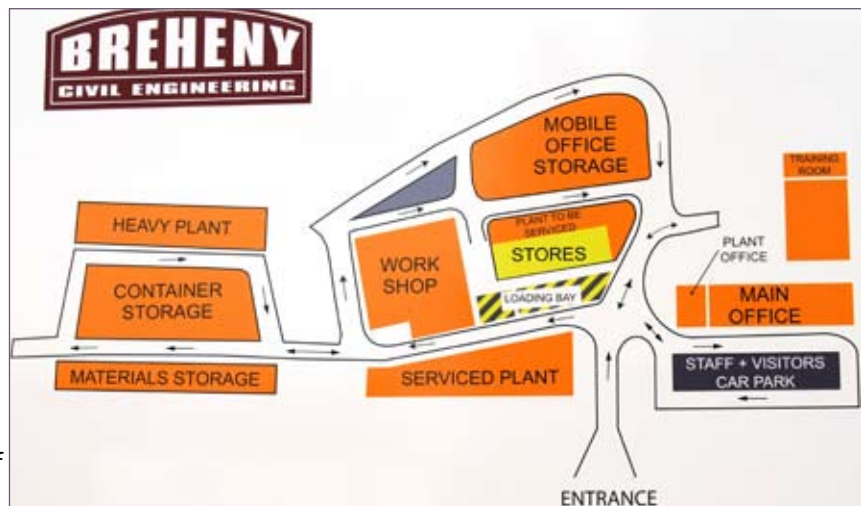 BREHENY
CIVIL ENGINEERING
MOBILE
OFFICE
STORAGE
TRAINING
ROOM
HEAVY PLANT
PLANT TO BE
SERVICED
STORES
PLANT
OFFICE
WORK
SHOP
CONTAINER
STORAGE
LOADING BAY
MAIN
OFFICE
MATERIALS STORAGE
SERVICED PLANT
STAFF + VISITORS
CAR PARK
ENTRANCE